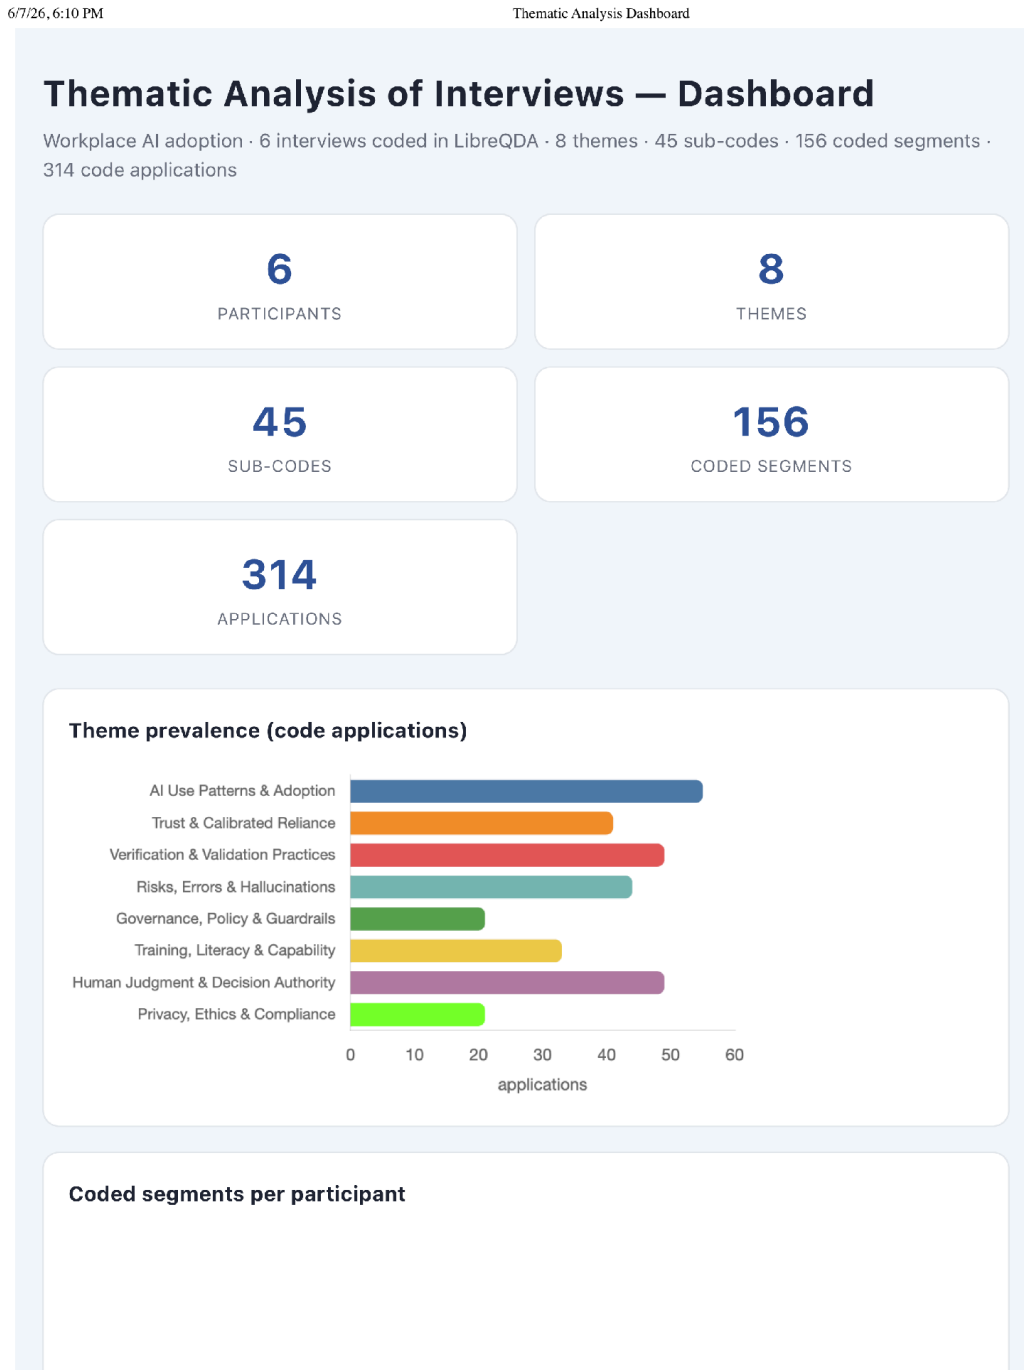 6/7/26, 6:10 PM
Thematic Analysis Dashboard
Thematic Analysis of Interviews — Dashboard
Workplace AI adoption · 6 interviews coded in LibreQDA · 8 themes · 45 sub-codes · 156 coded segments ·
314 code applications
6
PARTICIPANTS
8
THEMES
45
SUB-CODES
156
CODED SEGMENTS
314
APPLICATIONS
Theme prevalence (code applications)
AI Use Patterns & Adoption
Trust & Calibrated Reliance
Verification & Validation Practices
Risks, Errors & Hallucinations
Governance, Policy & Guardrails
Training, Literacy & Capability
Human Judgment & Decision Authority
Privacy, Ethics & Compliance
0 10 20 30 40 50 60
applications
Coded segments per participant